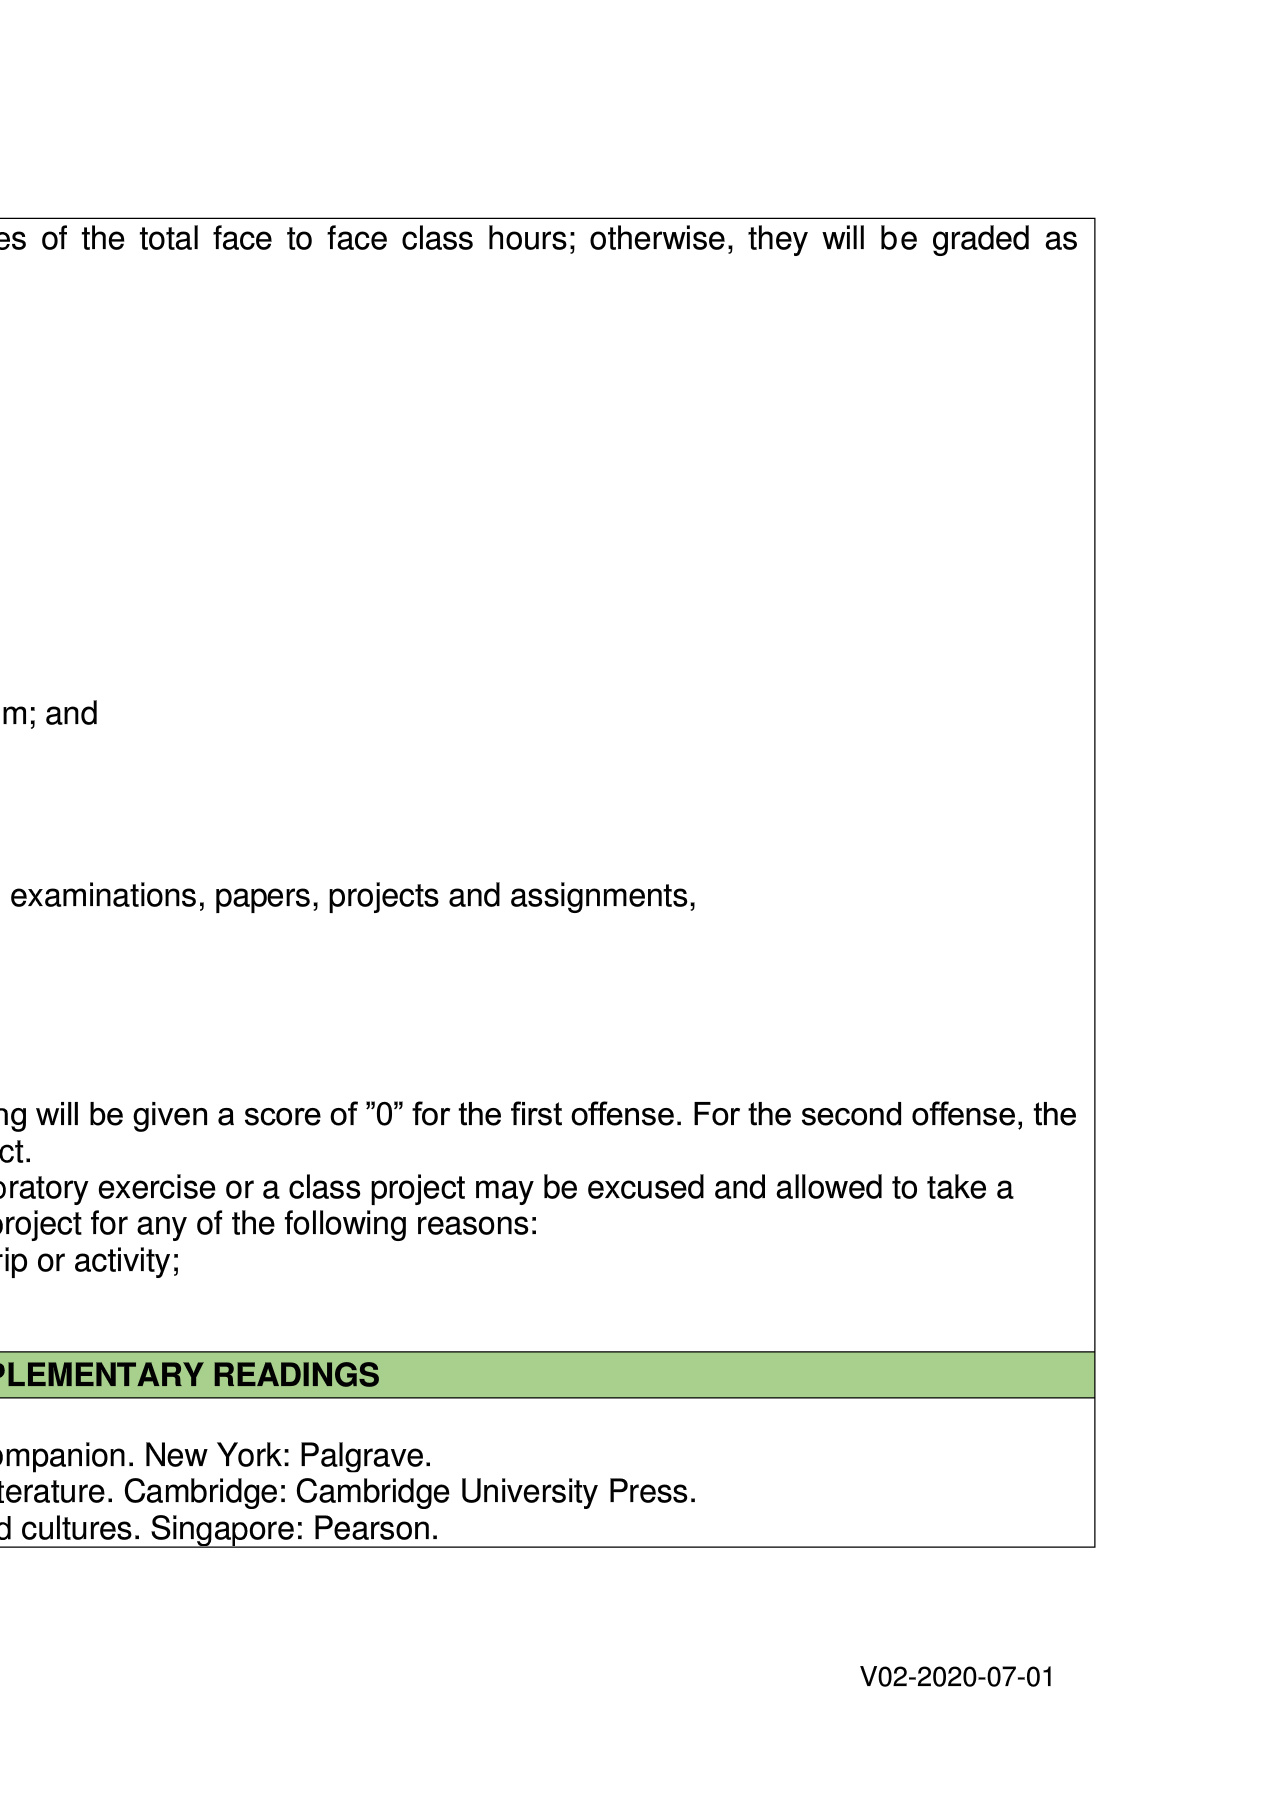 es of the total face to face class hours; otherwise, they will be graded as
m; and
examinations, papers, projects and assignments,
ng will be given a score of ”0” for the first offense. For the second offense, the
ct.
oratory exercise or a class project may be excused and allowed to take a
project for any of the following reasons:
rip or activity;
PLEMENTARY READINGS
ompanion. New York: Palgrave.
terature. Cambridge: Cambridge University Press.
d cultures. Singapore: Pearson.
V02-2020-07-01